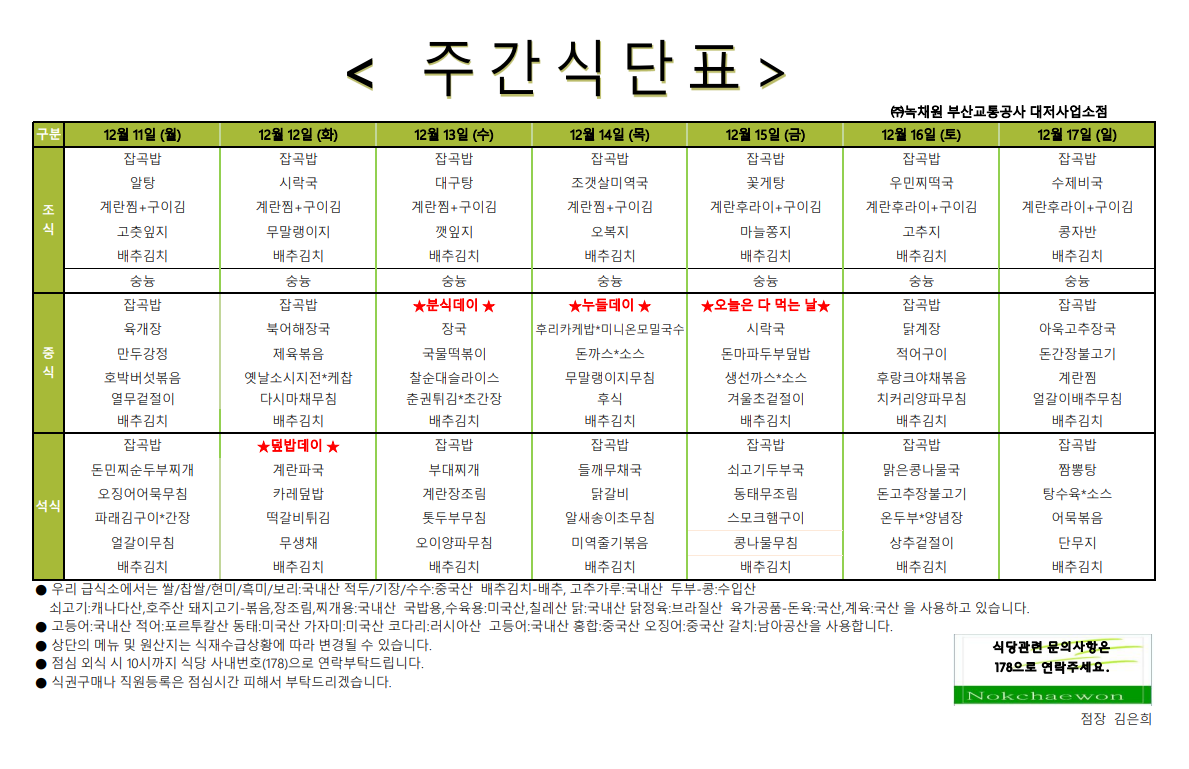 < 주간식단표 >
㈜녹채원 부산교통공사 대저사업소점
구분 12월 11일 (월) 12월 12일 (화) 12월 13일 (수) 12월 14일 (목) 12월 15일 (금) 12월 16일 (토) 12월 17일 (일)
조식
잡곡밥 잡곡밥 잡곡밥 잡곡밥 잡곡밥 잡곡밥 잡곡밥
알탕 시락국 대구탕 조갯살미역국 꽃게탕 우민찌떡국 수제비국
계란찜+구이김 계란찜+구이김 계란찜+구이김 계란찜+구이김 계란후라이+구이김 계란후라이+구이김 계란후라이+구이김
고춧잎지 무말랭이지 깻잎지 오복지 마늘쫑지 고추지 콩자반
배추김치 배추김치 배추김치 배추김치 배추김치 배추김치 배추김치
숭늉 숭늉 숭늉 숭늉 숭늉 숭늉 숭늉
중식
잡곡밥 잡곡밥 ★분식데이 ★ ★누들데이 ★ ★오늘은 다 먹는 날★ 잡곡밥 잡곡밥
육개장 북어해장국 장국 후리카케밥*미니온모밀국수 시락국 닭계장 아욱고추장국
만두강정 제육볶음 국물떡볶이 돈까스*소스 돈마파두부덮밥 적어구이 돈간장불고기
호박버섯볶음 옛날소시지전*케찹 찰순대슬라이스 무말랭이지무침 생선까스*소스 후랑크야채볶음 계란찜
열무겉절이 다시마채무침 춘권튀김*초간장 후식 겨울초겉절이 치커리양파무침 얼갈이배추무침
배추김치 배추김치 배추김치 배추김치 배추김치 배추김치 배추김치
석식
잡곡밥 ★덮밥데이 ★ 잡곡밥 잡곡밥 잡곡밥 잡곡밥 잡곡밥
돈민찌순두부찌개 계란파국 부대찌개 들깨무채국 쇠고기두부국 맑은콩나물국 짬뽕탕
오징어어묵무침 카레덮밥 계란장조림 닭갈비 동태무조림 돈고추장불고기 탕수육*소스
파래김구이*간장 떡갈비튀김 톳두부무침 알새송이초무침 스모크햄구이 온두부*양념장 어묵볶음
얼갈이무침 무생채 오이양파무침 미역줄기볶음 콩나물무침 상추겉절이 단무지
배추김치 배추김치 배추김치 배추김치 배추김치 배추김치 배추김치
● 우리 급식소에서는 쌀/찹쌀/현미/흑미/보리:국내산 적두/기장/수수:중국산 배추김치-배추, 고추가루:국내산 두부-콩:수입산
쇠고기:캐나다산,호주산 돼지고기-볶음,장조림,찌개용:국내산 국밥용,수육용:미국산,칠레산 닭:국내산 닭정육:브라질산 육가공품-돈육:국산,계육:국산 을 사용하고 있습니다.
● 고등어:국내산 적어:포르투칼산 동태:미국산 가자미:미국산 코다리:러시아산 고등어:국내산 홍합:중국산 오징어:중국산 갈치:남아공산을 사용합니다.
● 상단의 메뉴 및 원산지는 식재수급상황에 따라 변경될 수 있습니다.
● 점심 외식 시 10시까지 식당 사내번호(178)으로 연락부탁드립니다.
● 식권구매나 직원등록은 점심시간 피해서 부탁드리겠습니다.
식당관련 문의사항은
178으로 연락주세요.
Nokchaewon
점장 김은희